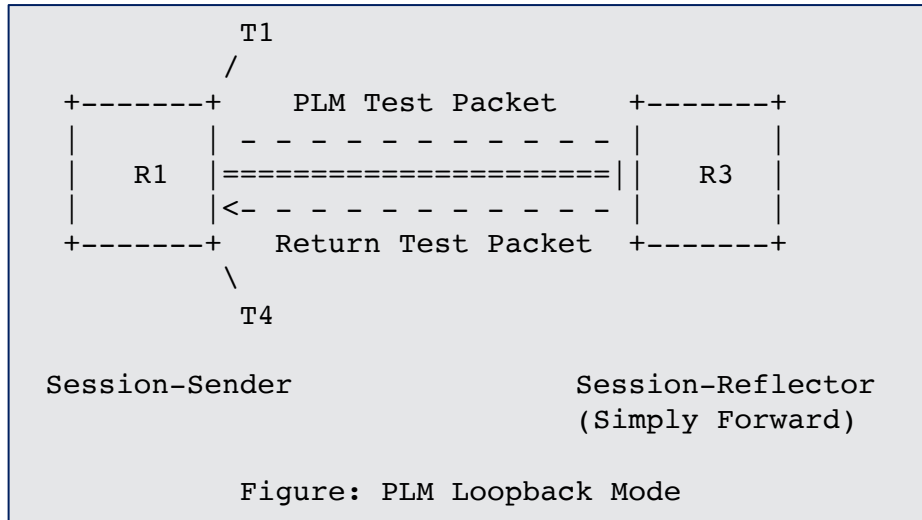 T1
/
+-------+ PLM Test Packet +-------+
| | - - - - - - - - - - - | |
| R1 |======================|| R3 |
| |<- - - - - - - - - - - | |
+-------+ Return Test Packet +-------+
\
T4
Session-Sender Session-Reflector
(Simply Forward)
Figure: PLM Loopback Mode